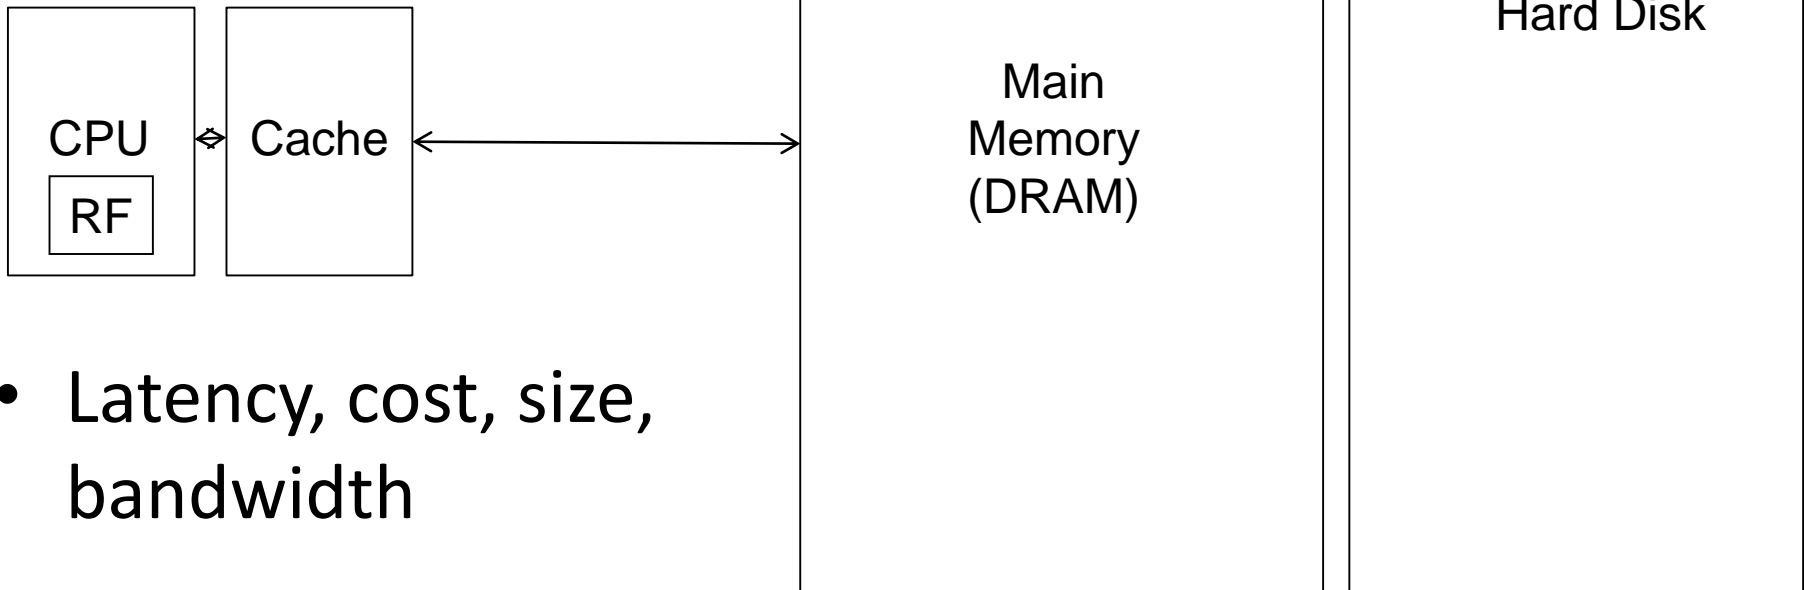 Hard Disk
CPU
RF
Cache
Main
Memory
(DRAM)
• Latency, cost, size,
bandwidth